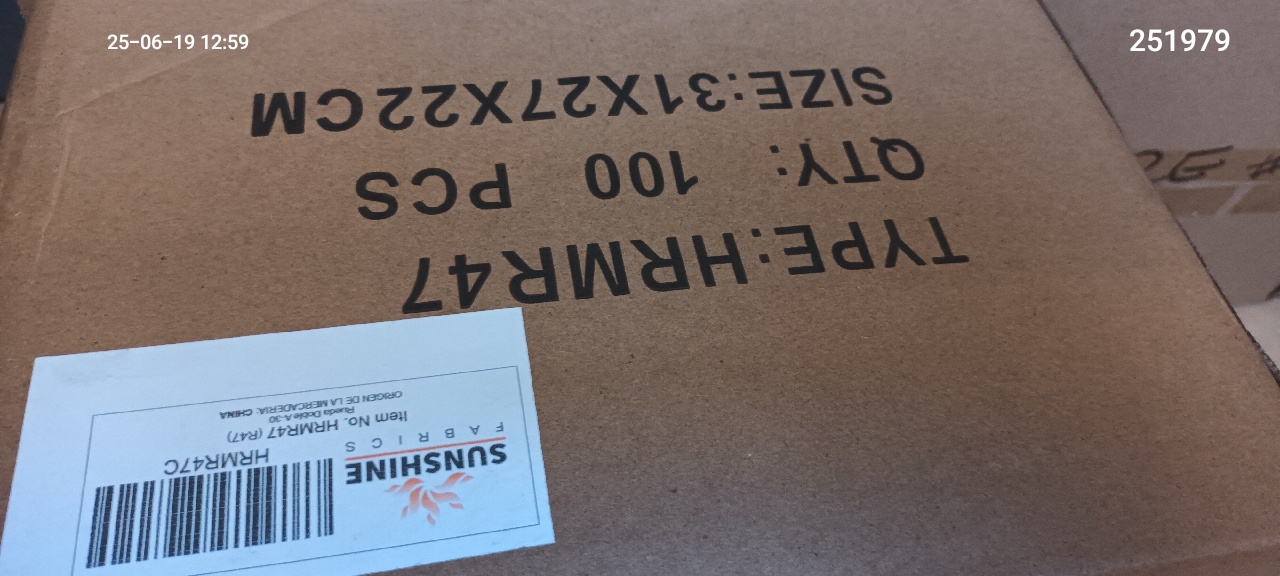 25-06-19 12:59
251979
TYPE:HRMR47
QTY: 100 PCS
SIZE:31X27X22CM
SUNSHINE
FABRICS
HRMR47C
Item No. HRMR47 (R47)
Rueda Doble A-30
ORIGEN DE LA MERCADERIA: CHINA